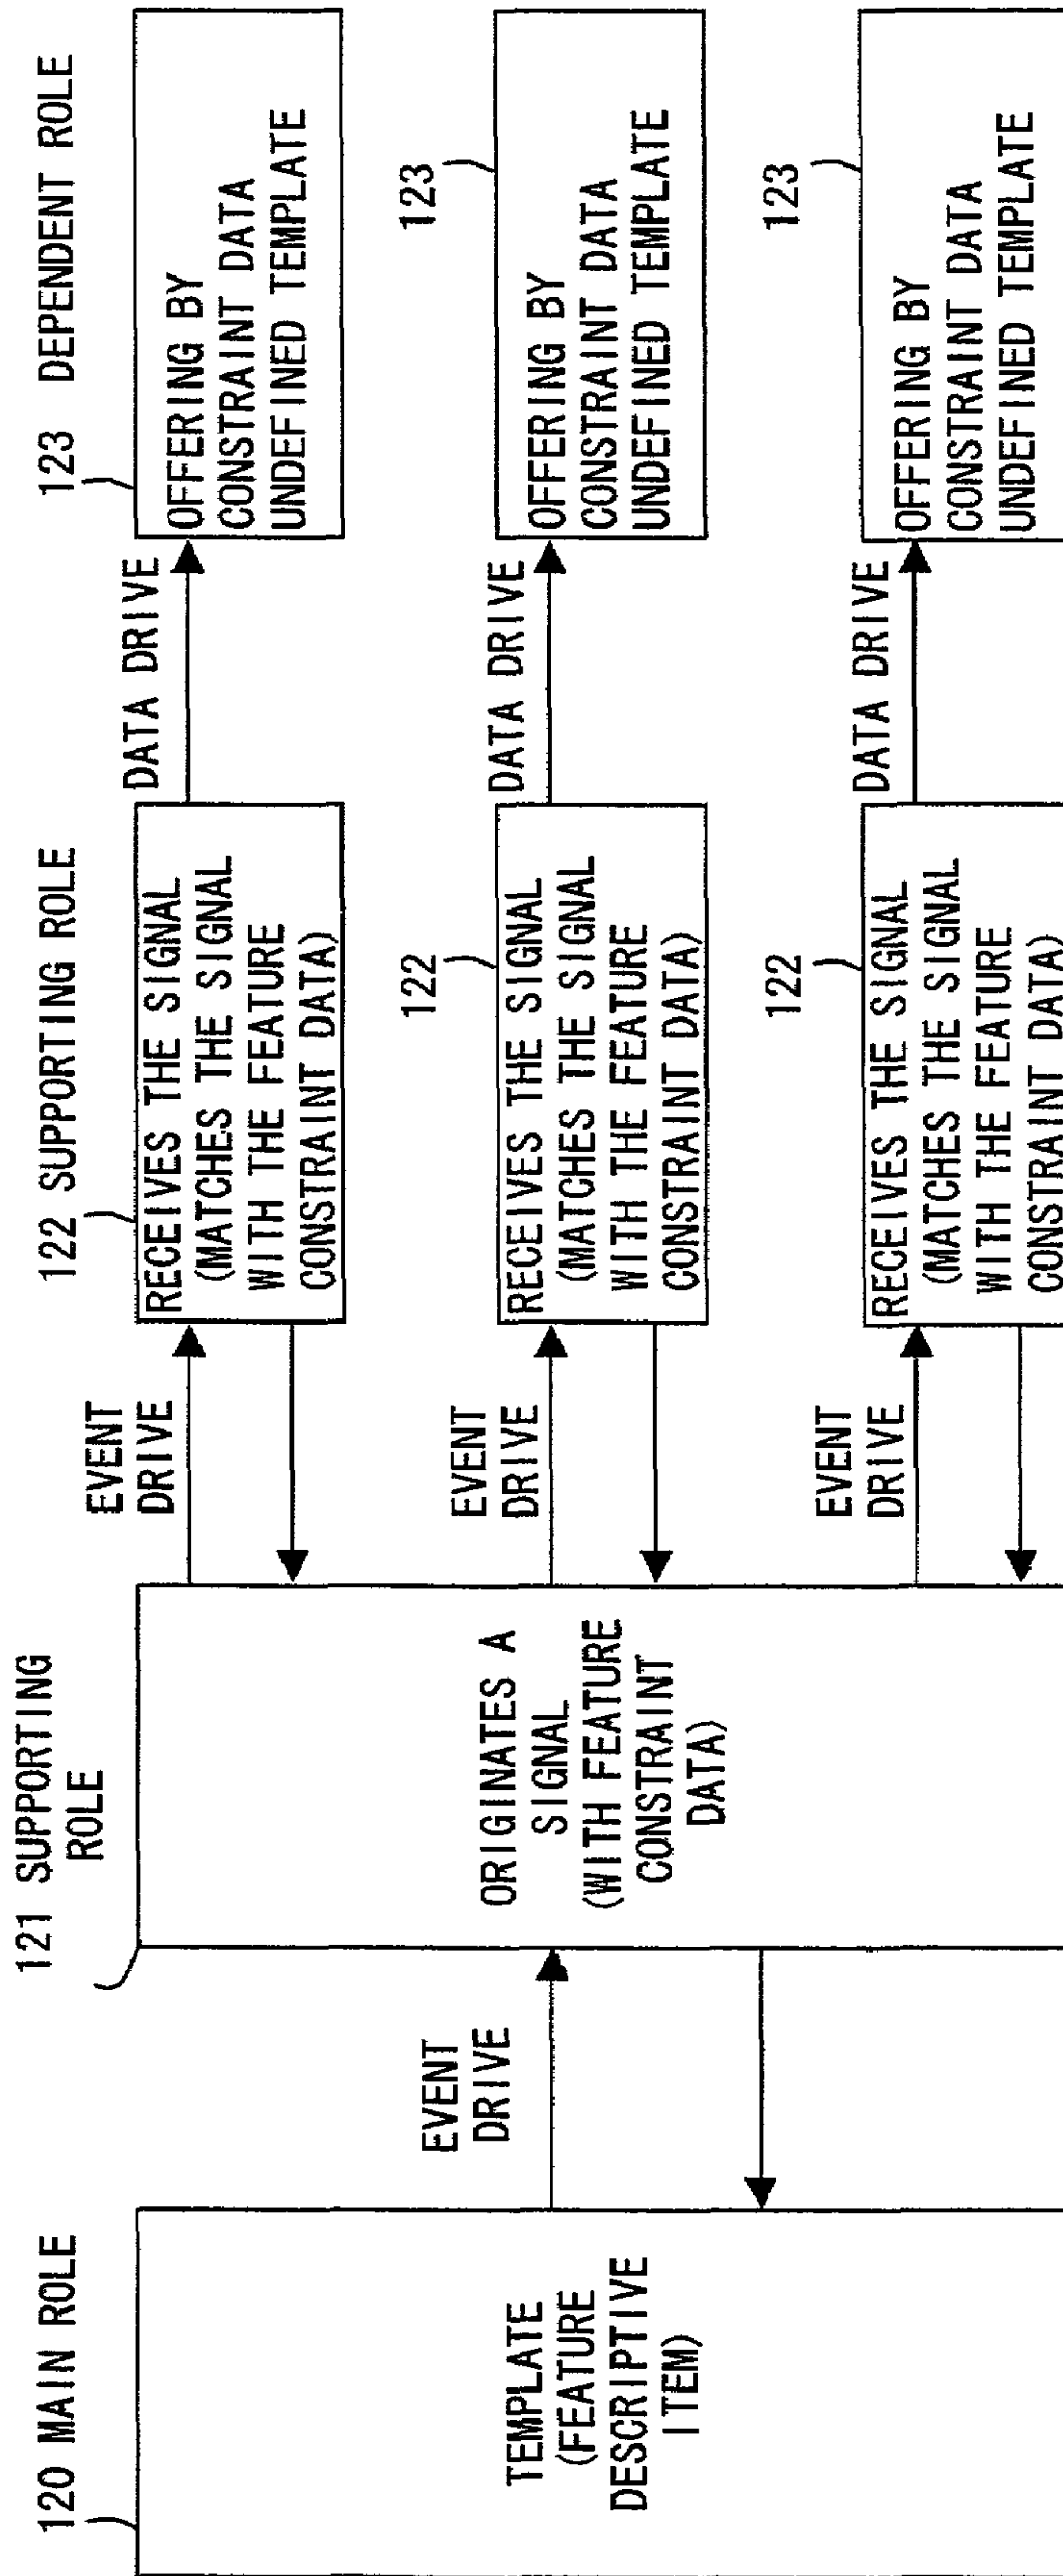 120 MAIN ROLE
TEMPLATE
(FEATURE
DESCRIPTIVE
ITEM)
EVENT
DRIVE
121 SUPPORTING
ROLE
ORIGINATES A
SIGNAL
(WITH FEATURE
CONSTRAINT
DATA)
EVENT
DRIVE
122 SUPPORTING ROLE
RECEIVES THE SIGNAL
(MATCHES THE SIGNAL
WITH THE FEATURE
CONSTRAINT DATA)
DATA DRIVE
123 DEPENDENT ROLE
OFFERING BY
CONSTRAINT DATA
UNDEFINED TEMPLATE
EVENT
DRIVE
122
RECEIVES THE SIGNAL
(MATCHES THE SIGNAL
WITH THE FEATURE
CONSTRAINT DATA)
DATA DRIVE
123
OFFERING BY
CONSTRAINT DATA
UNDEFINED TEMPLATE
EVENT
DRIVE
122
RECEIVES THE SIGNAL
(MATCHES THE SIGNAL
WITH THE FEATURE
CONSTRAINT DATA)
DATA DRIVE
123
OFFERING BY
CONSTRAINT DATA
UNDEFINED TEMPLATE